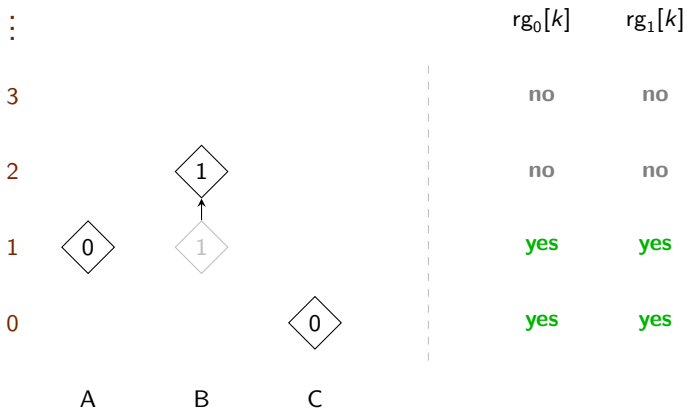 ⋮ rg₀[k] rg₁[k]
3 no no
2 1 no no
1 0 1 yes yes
0 0 yes yes
A B C